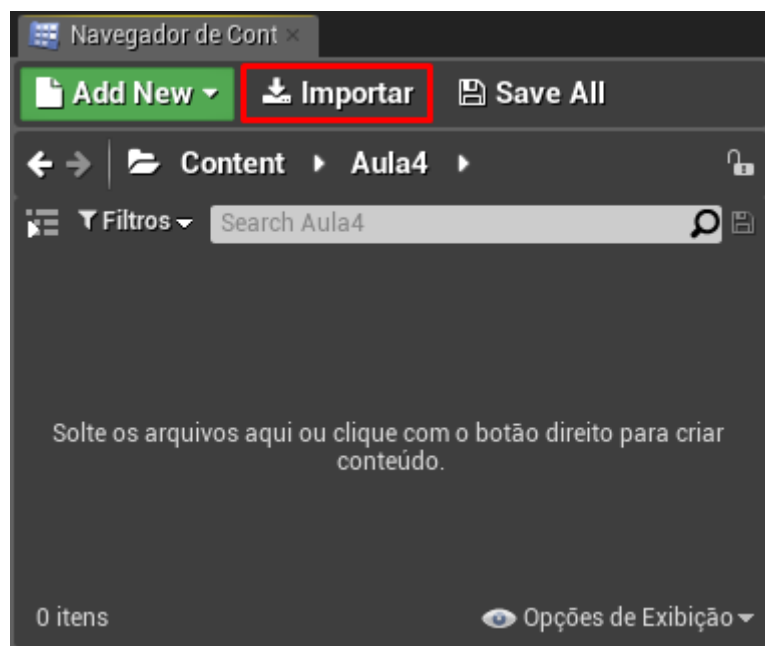 Navegador de Cont
Add New Importar Save All
Content Aula4
Filtros Search Aula4
Solte os arquivos aqui ou clique com o botão direito para criar
conteúdo.
0 itens Opções de Exibição